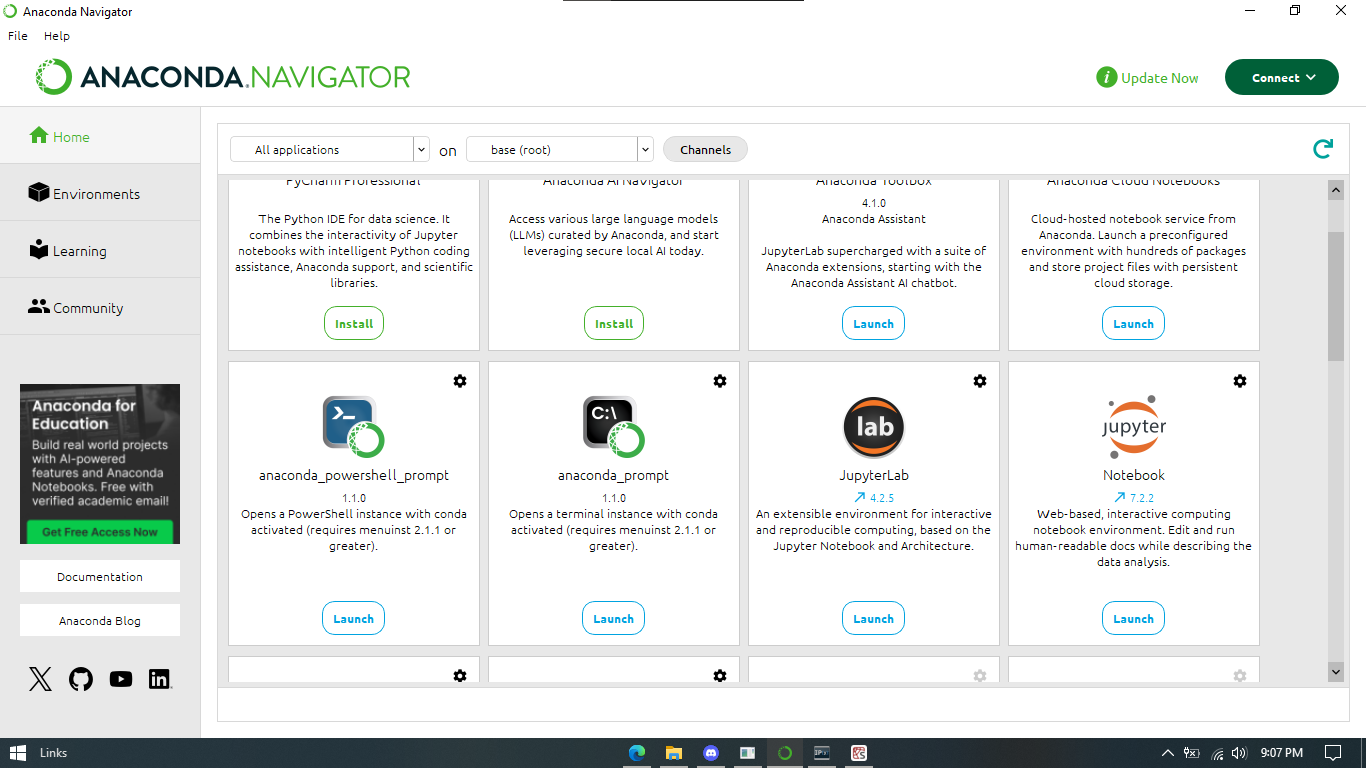 Anaconda Navigator
File Help
ANACONDA.NAVIGATOR
i Update Now
Connect
Home
Environments
Learning
Community
All applications
on
base (root)
Channels
PyCharm Professional
The Python IDE for data science. It
combines the interactivity of Jupyter
notebooks with intelligent Python coding
assistance, Anaconda support, and scientific
libraries.
Install
Anaconda AI Navigator
Access various large language models
(LLMs) curated by Anaconda, and start
leveraging secure local AI today.
Install
Anaconda Toolbox
4.1.0
Anaconda Assistant
JupyterLab supercharged with a suite of
Anaconda extensions, starting with the
Anaconda Assistant AI chatbot.
Launch
Anaconda Cloud Notebooks
Cloud-hosted notebook service from
Anaconda. Launch a preconfigured
environment with hundreds of packages
and store project files with persistent
cloud storage.
Launch
anaconda_powershell_prompt
1.1.0
Opens a PowerShell instance with conda
activated (requires menuinst 2.1.1 or
greater).
Launch
C:\
anaconda_prompt
1.1.0
Opens a terminal instance with conda
activated (requires menuinst 2.1.1 or
greater).
Launch
lab
JupyterLab
4.2.5
An extensible environment for interactive
and reproducible computing, based on the
Jupyter Notebook and Architecture.
Launch
jupyter
Notebook
7.2.2
Web-based, interactive computing
notebook environment. Edit and run
human-readable docs while describing the
data analysis.
Launch
Anaconda for
Education
Build real world projects
with AI-powered
features and Anaconda
Notebooks. Free with
verified academic email!
Get Free Access Now
Documentation
Anaconda Blog
Links
9:07 PM